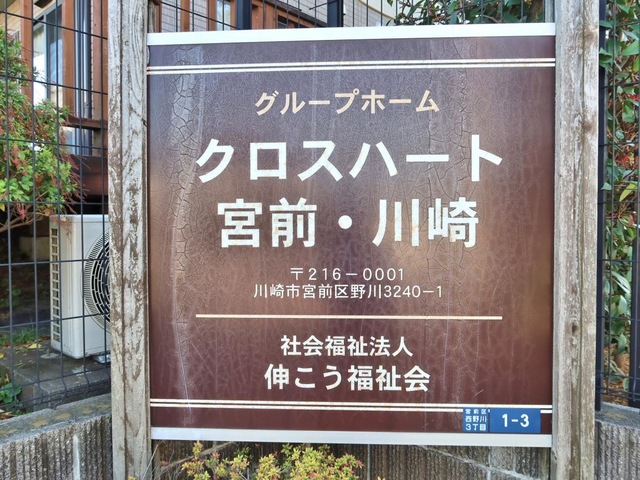 グループホーム
クロスハート
宮前・川崎
〒216-0001
川崎市宮前区野川3240-1
社会福祉法人
伸こう福祉会
宮前区
西野川
3丁目
1-3